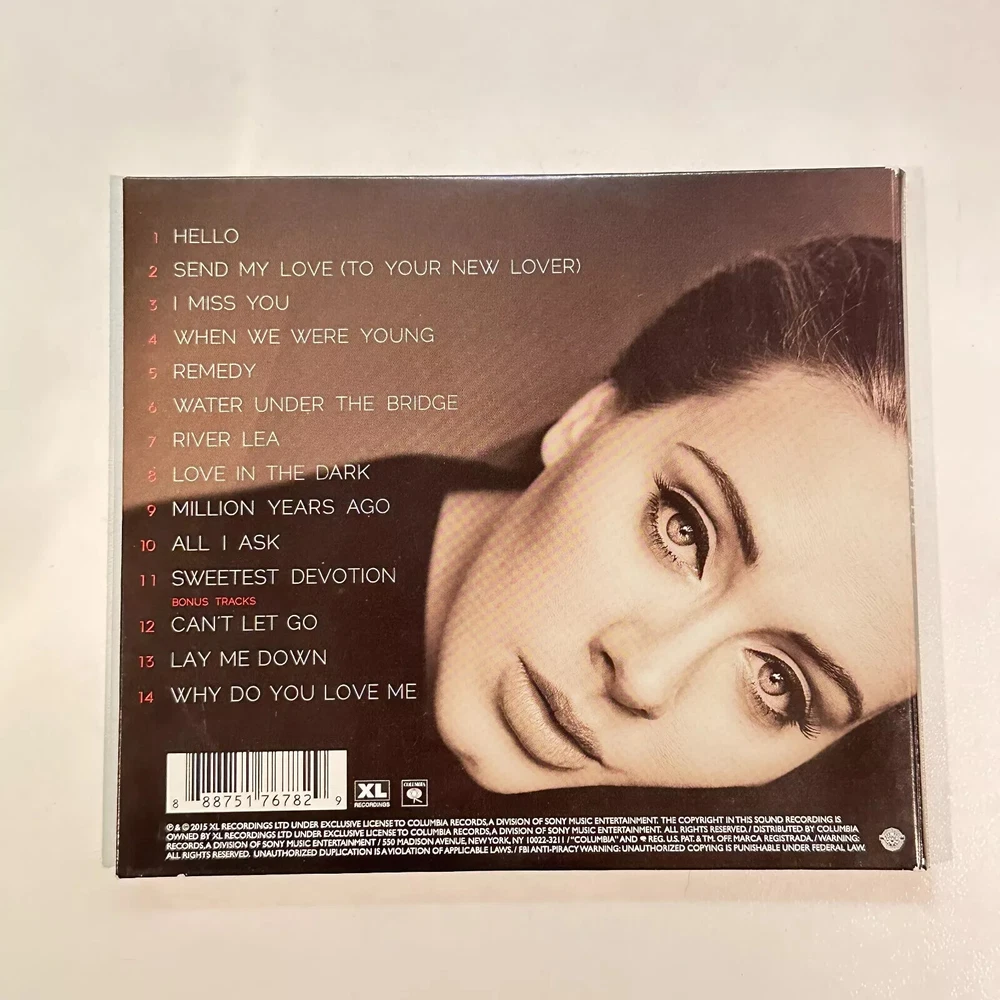 1 HELLO
2 SEND MY LOVE (TO YOUR NEW LOVER)
3 I MISS YOU
4 WHEN WE WERE YOUNG
5 REMEDY
6 WATER UNDER THE BRIDGE
7 RIVER LEA
8 LOVE IN THE DARK
9 MILLION YEARS AGO
10 ALL I ASK
11 SWEETEST DEVOTION
BONUS TRACKS
12 CAN'T LET GO
13 LAY ME DOWN
14 WHY DO YOU LOVE ME
8 88751 76782 9
XL
RECORDINGS
COLUMBIA
℗ & © 2015 XL RECORDINGS LTD UNDER EXCLUSIVE LICENSE TO COLUMBIA RECORDS, A DIVISION OF SONY MUSIC ENTERTAINMENT. THE COPYRIGHT IN THIS SOUND RECORDING IS
OWNED BY XL RECORDINGS LTD UNDER EXCLUSIVE LICENSE TO COLUMBIA RECORDS, A DIVISION OF SONY MUSIC ENTERTAINMENT. ALL RIGHTS RESERVED. / DISTRIBUTED BY COLUMBIA
RECORDS, A DIVISION OF SONY MUSIC ENTERTAINMENT / 550 MADISON AVENUE, NEW YORK, NY 10022-3211 / "COLUMBIA" AND REG. U.S. PAT. & T.M. OFF. MARCA REGISTRADA. / WARNING:
ALL RIGHTS RESERVED. UNAUTHORIZED DUPLICATION IS A VIOLATION OF APPLICABLE LAWS. / FBI ANTI-PIRACY WARNING: UNAUTHORIZED COPYING IS PUNISHABLE UNDER FEDERAL LAW.